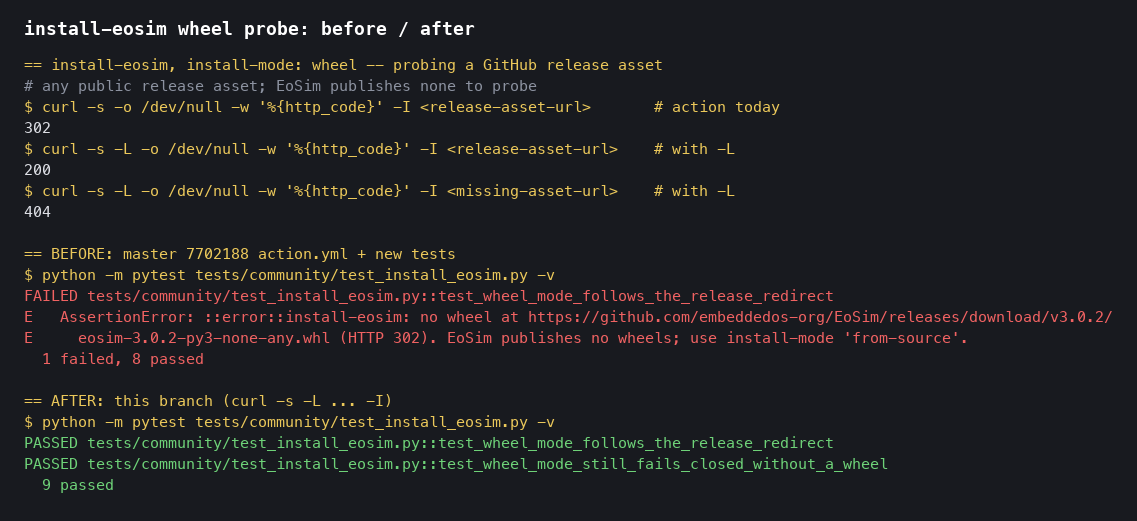 install-eosim wheel probe: before / after
== install-eosim, install-mode: wheel -- probing a GitHub release asset
# any public release asset; EoSim publishes none to probe
$ curl -s -o /dev/null -w '%{http_code}' -I <release-asset-url>       # action today
302
$ curl -s -L -o /dev/null -w '%{http_code}' -I <release-asset-url>    # with -L
200
$ curl -s -L -o /dev/null -w '%{http_code}' -I <missing-asset-url>    # with -L
404
== BEFORE: master 7702188 action.yml + new tests
$ python -m pytest tests/community/test_install_eosim.py -v
FAILED tests/community/test_install_eosim.py::test_wheel_mode_follows_the_release_redirect
E   AssertionError: ::error::install-eosim: no wheel at https://github.com/embeddedos-org/EoSim/releases/download/v3.0.2/
E     eosim-3.0.2-py3-none-any.whl (HTTP 302). EoSim publishes no wheels; use install-mode 'from-source'.
  1 failed, 8 passed
== AFTER: this branch (curl -s -L ... -I)
$ python -m pytest tests/community/test_install_eosim.py -v
PASSED tests/community/test_install_eosim.py::test_wheel_mode_follows_the_release_redirect
PASSED tests/community/test_install_eosim.py::test_wheel_mode_still_fails_closed_without_a_wheel
  9 passed